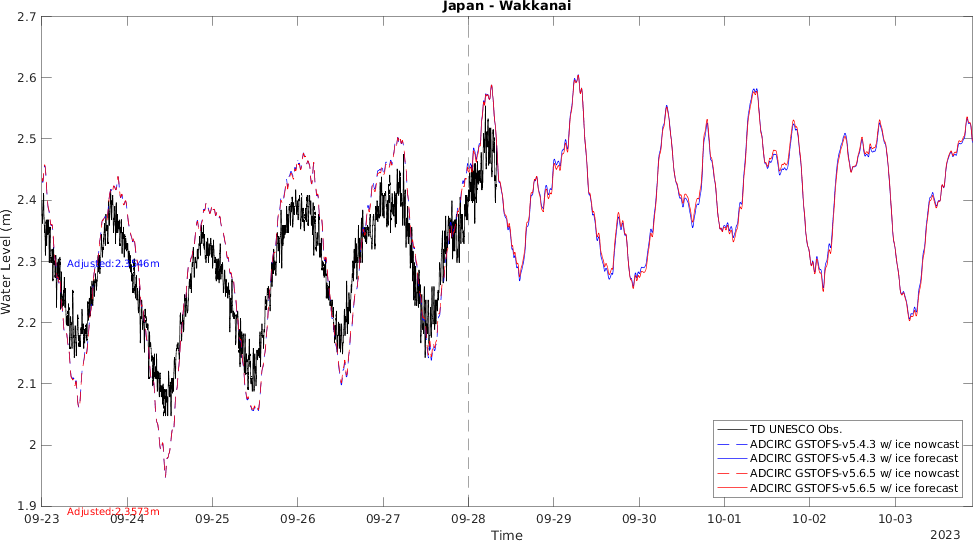 Japan - Wakkanai
Water Level (m)
2.7
2.6
2.5
2.4
2.3
2.2
2.1
2
1.9
Adjusted:2.3546m
Adjusted:2.3573m
TD UNESCO Obs.
ADCIRC GSTOFS-v5.4.3 w/ ice nowcast
ADCIRC GSTOFS-v5.4.3 w/ ice forecast
ADCIRC GSTOFS-v5.6.5 w/ ice nowcast
ADCIRC GSTOFS-v5.6.5 w/ ice forecast
09-23 09-24 09-25 09-26 09-27 09-28 09-29 09-30 10-01 10-02 10-03
Time
2023